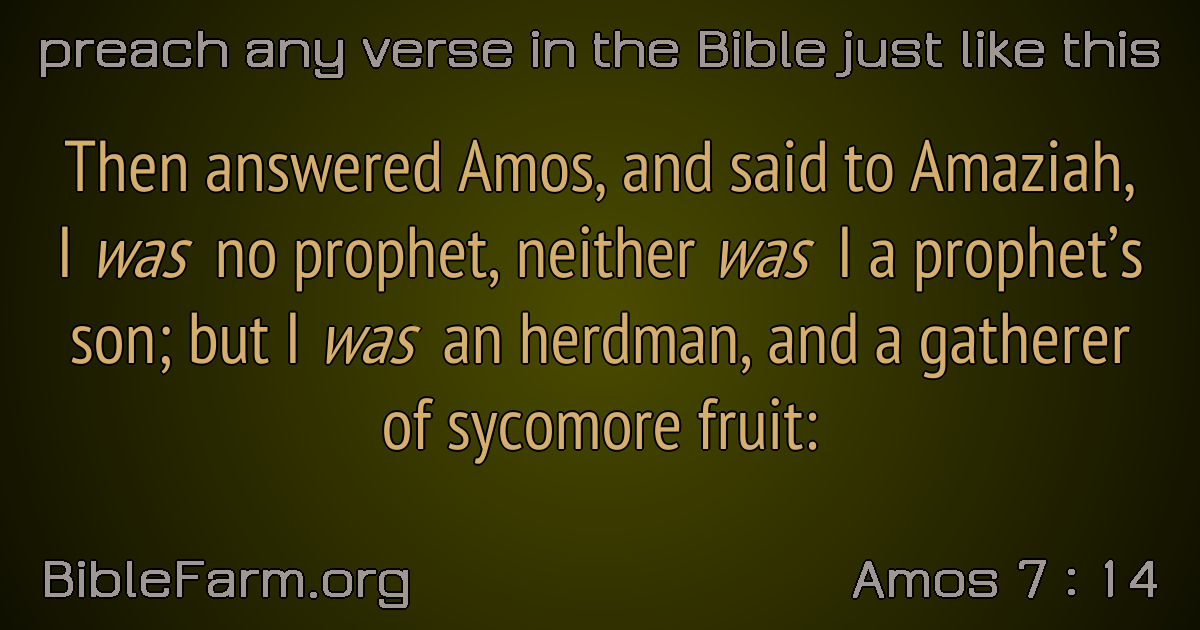 preach any verse in the Bible just like this
Then answered Amos, and said to Amaziah,
I was no prophet, neither was I a prophet’s
son; but I was an herdman, and a gatherer
of sycomore fruit:
BibleFarm.org
Amos 7 : 14